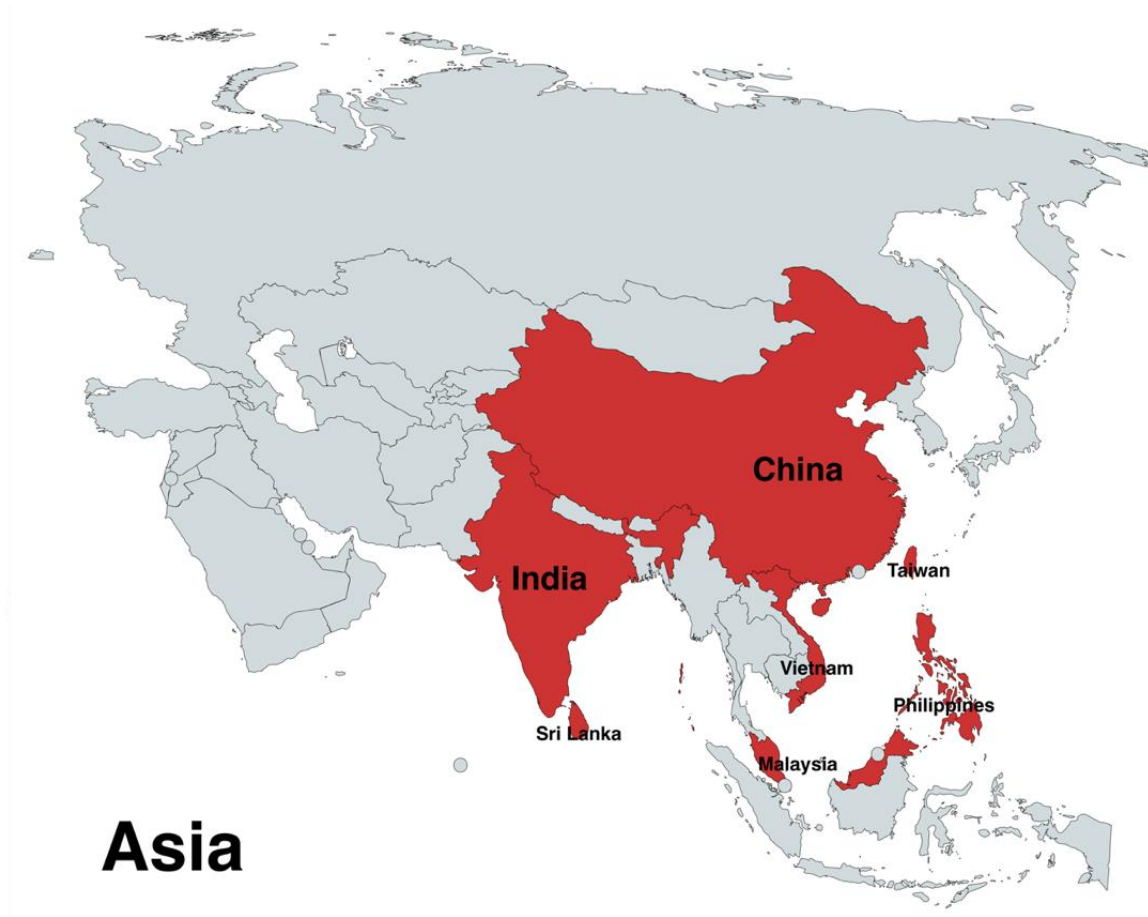 China
India
Taiwan
Vietnam
Philippines
Sri Lanka
Malaysia
Asia